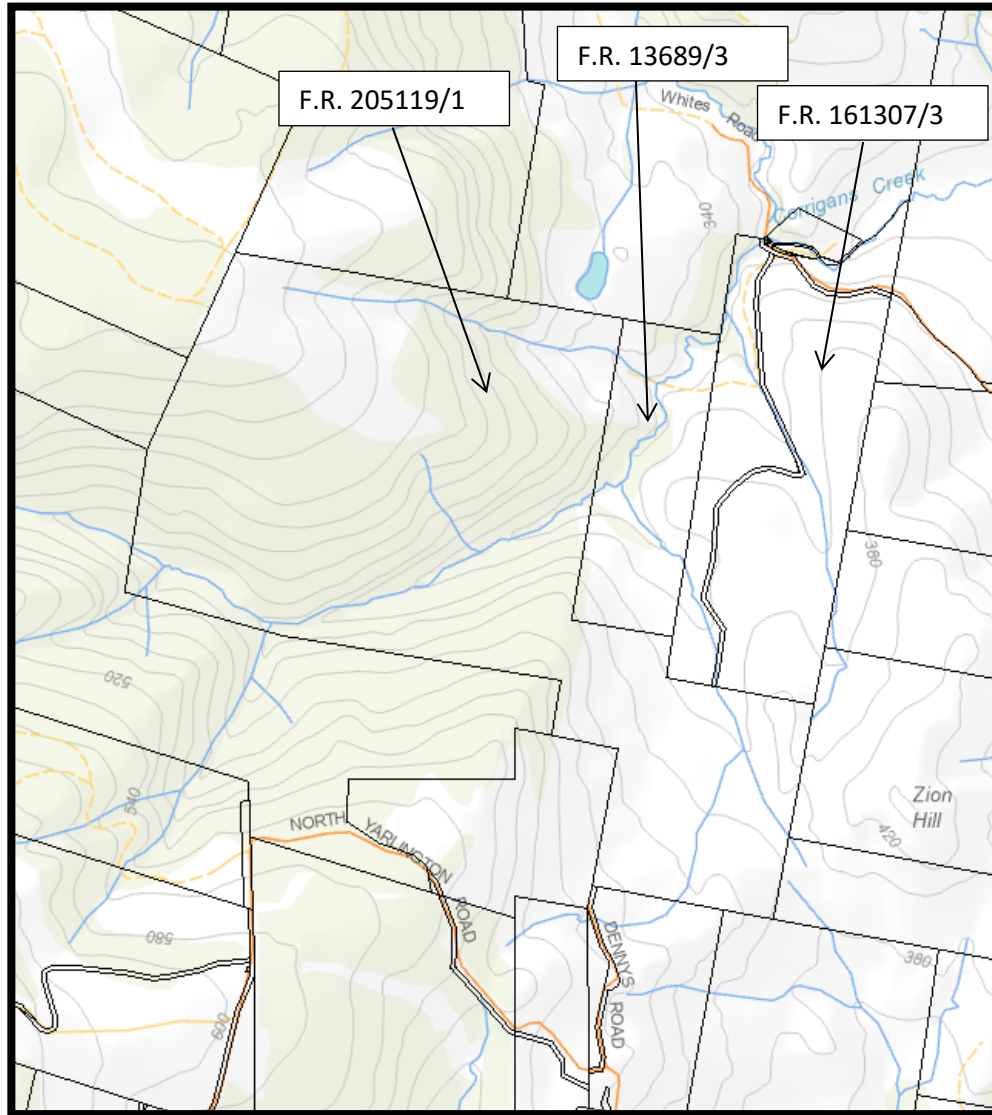 F.R. 13689/3
F.R. 205119/1
F.R. 161307/3
Whites Road
Corrigans Creek
340
380
520
540
Zion
Hill
420
NORTH YARLINGTON ROAD
DENNYS ROAD
580
380
600